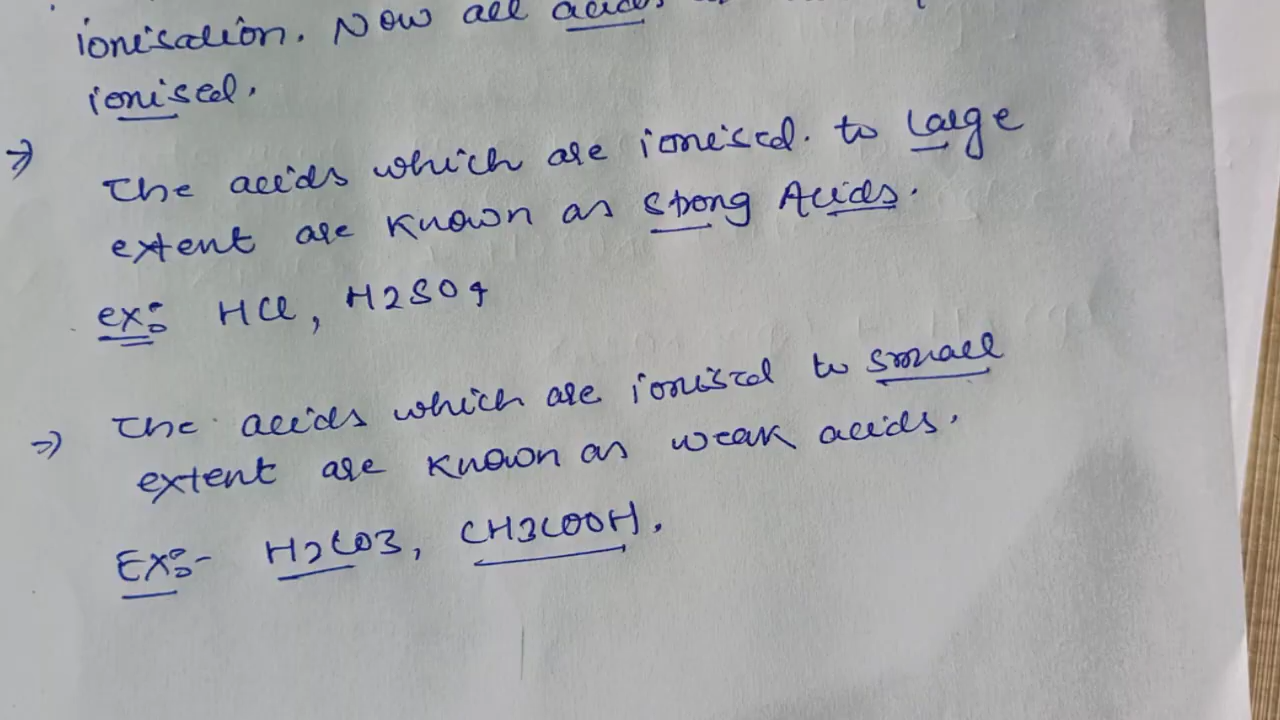 ionisation. Now all acids
ionised.
⇒ The acids which are ionised. to large
extent are known as strong Acids.
ex:- HCl, H2SO4
⇒ The acids which are ionised to small
extent are known as weak acids.
Ex:- H2CO3, CH3COOH.